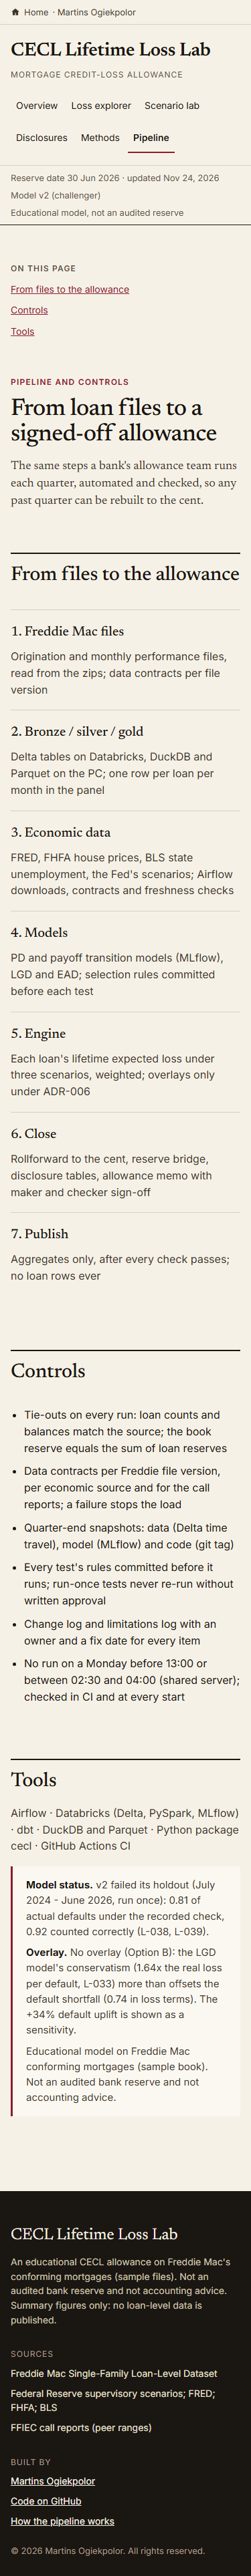 Home · Martins Ogiekpolor
CECL Lifetime Loss Lab
MORTGAGE CREDIT-LOSS ALLOWANCE
Overview Loss explorer Scenario lab
Disclosures Methods Pipeline
Reserve date 30 Jun 2026 · updated Nov 24, 2026
Model v2 (challenger)
Educational model, not an audited reserve
ON THIS PAGE
From files to the allowance
Controls
Tools
PIPELINE AND CONTROLS
From loan files to a
signed-off allowance
The same steps a bank's allowance team runs
each quarter, automated and checked, so any
past quarter can be rebuilt to the cent.
From files to the allowance
1. Freddie Mac files
Origination and monthly performance files,
read from the zips; data contracts per file
version
2. Bronze / silver / gold
Delta tables on Databricks, DuckDB and
Parquet on the PC; one row per loan per
month in the panel
3. Economic data
FRED, FHFA house prices, BLS state
unemployment, the Fed's scenarios; Airflow
downloads, contracts and freshness checks
4. Models
PD and payoff transition models (MLflow),
LGD and EAD; selection rules committed
before each test
5. Engine
Each loan's lifetime expected loss under
three scenarios, weighted; overlays only
under ADR-006
6. Close
Rollforward to the cent, reserve bridge,
disclosure tables, allowance memo with
maker and checker sign-off
7. Publish
Aggregates only, after every check passes;
no loan rows ever
Controls
• Tie-outs on every run: loan counts and
balances match the source; the book
reserve equals the sum of loan reserves
• Data contracts per Freddie file version,
per economic source and for the call
reports; a failure stops the load
• Quarter-end snapshots: data (Delta time
travel), model (MLflow) and code (git tag)
• Every test's rules committed before it
runs; run-once tests never re-run without
written approval
• Change log and limitations log with an
owner and a fix date for every item
• No run on a Monday before 13:00 or
between 02:30 and 04:00 (shared server);
checked in CI and at every start
Tools
Airflow · Databricks (Delta, PySpark, MLflow)
· dbt · DuckDB and Parquet · Python package
cecl · GitHub Actions CI
Model status. v2 failed its holdout (July
2024 - June 2026, run once): 0.81 of
actual defaults under the recorded check,
0.92 counted correctly (L-038, L-039).
Overlay. No overlay (Option B): the LGD
model's conservatism (1.64x the real loss
per default, L-033) more than offsets the
default shortfall (0.74 in loss terms). The
+34% default uplift is shown as a
sensitivity.
Educational model on Freddie Mac
conforming mortgages (sample book).
Not an audited bank reserve and not
accounting advice.
CECL Lifetime Loss Lab
An educational CECL allowance on Freddie Mac's
conforming mortgages (sample files). Not an
audited bank reserve and not accounting advice.
Summary figures only: no loan-level data is
published.
SOURCES
Freddie Mac Single-Family Loan-Level Dataset
Federal Reserve supervisory scenarios; FRED;
FHFA; BLS
FFIEC call reports (peer ranges)
BUILT BY
Martins Ogiekpolor
Code on GitHub
How the pipeline works
© 2026 Martins Ogiekpolor. All rights reserved.